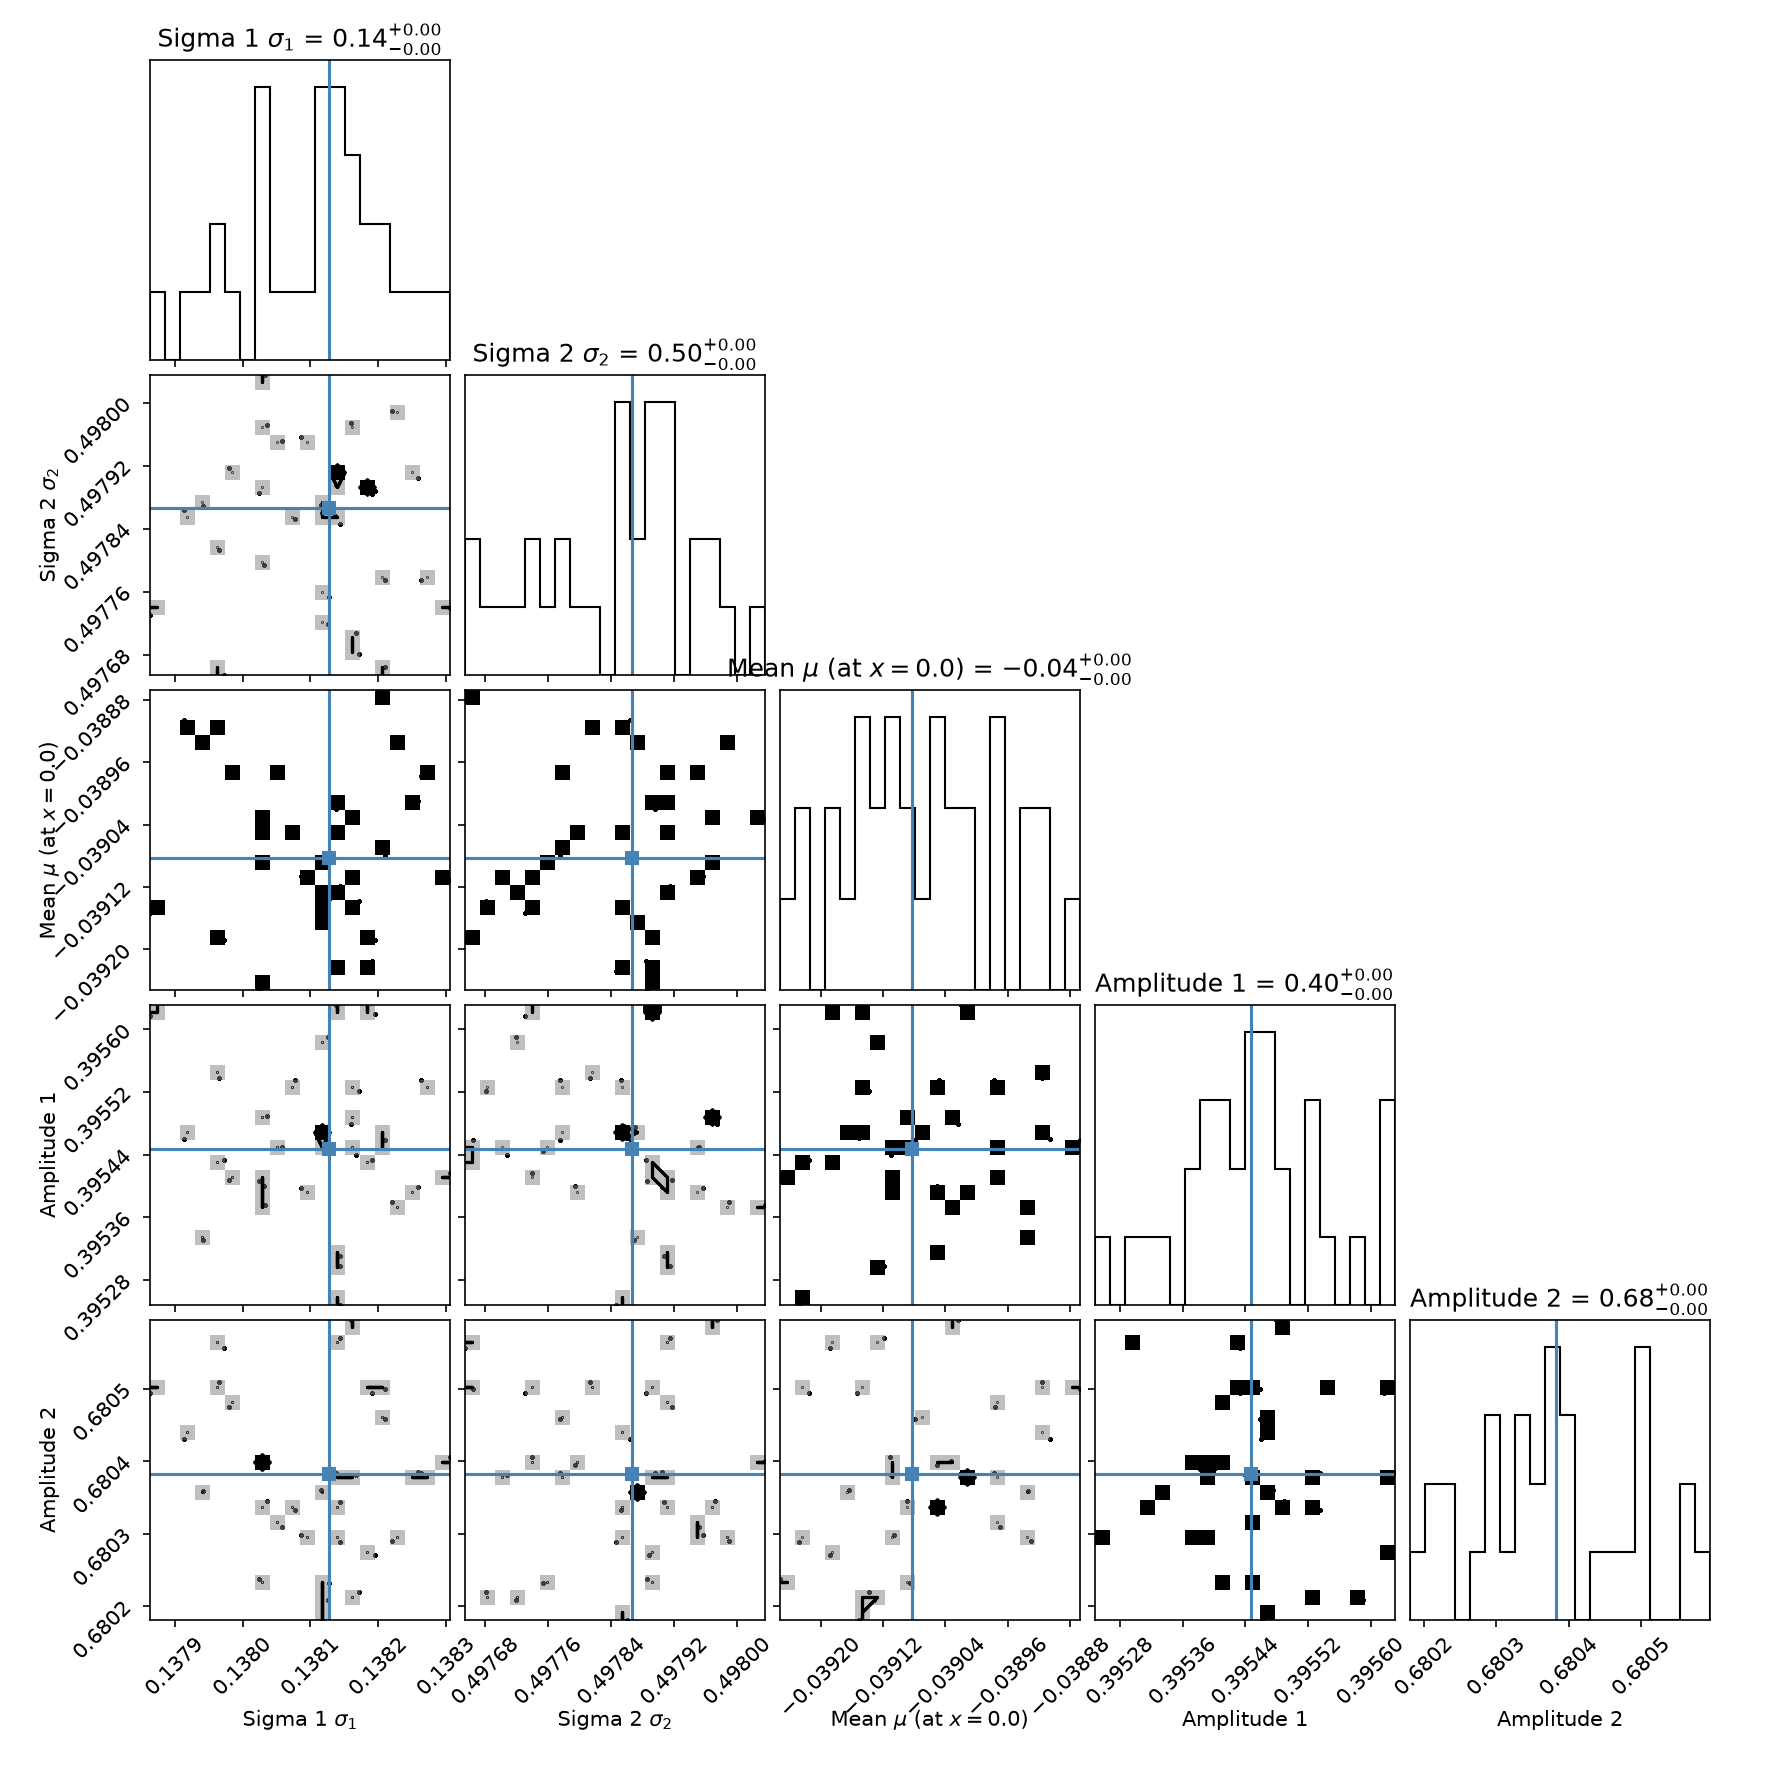 Sigma 1 σ₁ = 0.14+0.00−0.00
Sigma 2 σ₂ = 0.50+0.00−0.00
Sigma 2 σ₂
0.49800
0.49792
0.49784
0.49776
0.49768
Mean μ (at x = 0.0) = −0.04+0.00−0.00
Mean μ (at x = 0.0)
−0.03888
−0.03896
−0.03904
−0.03912
−0.03920
Amplitude 1 = 0.40+0.00−0.00
Amplitude 1
0.39560
0.39552
0.39544
0.39536
0.39528
Amplitude 2 = 0.68+0.00−0.00
Amplitude 2
0.6805
0.6804
0.6803
0.6802
0.1379 0.1380 0.1381 0.1382 0.1383 0.49768 0.49776 0.49784 0.49792 0.49800 −0.03920 −0.03912 −0.03904 −0.03896 −0.03888 0.39528 0.39536 0.39544 0.39552 0.39560 0.6802 0.6803 0.6804 0.6805
Sigma 1 σ₁ Sigma 2 σ₂ Mean μ (at x = 0.0) Amplitude 1 Amplitude 2